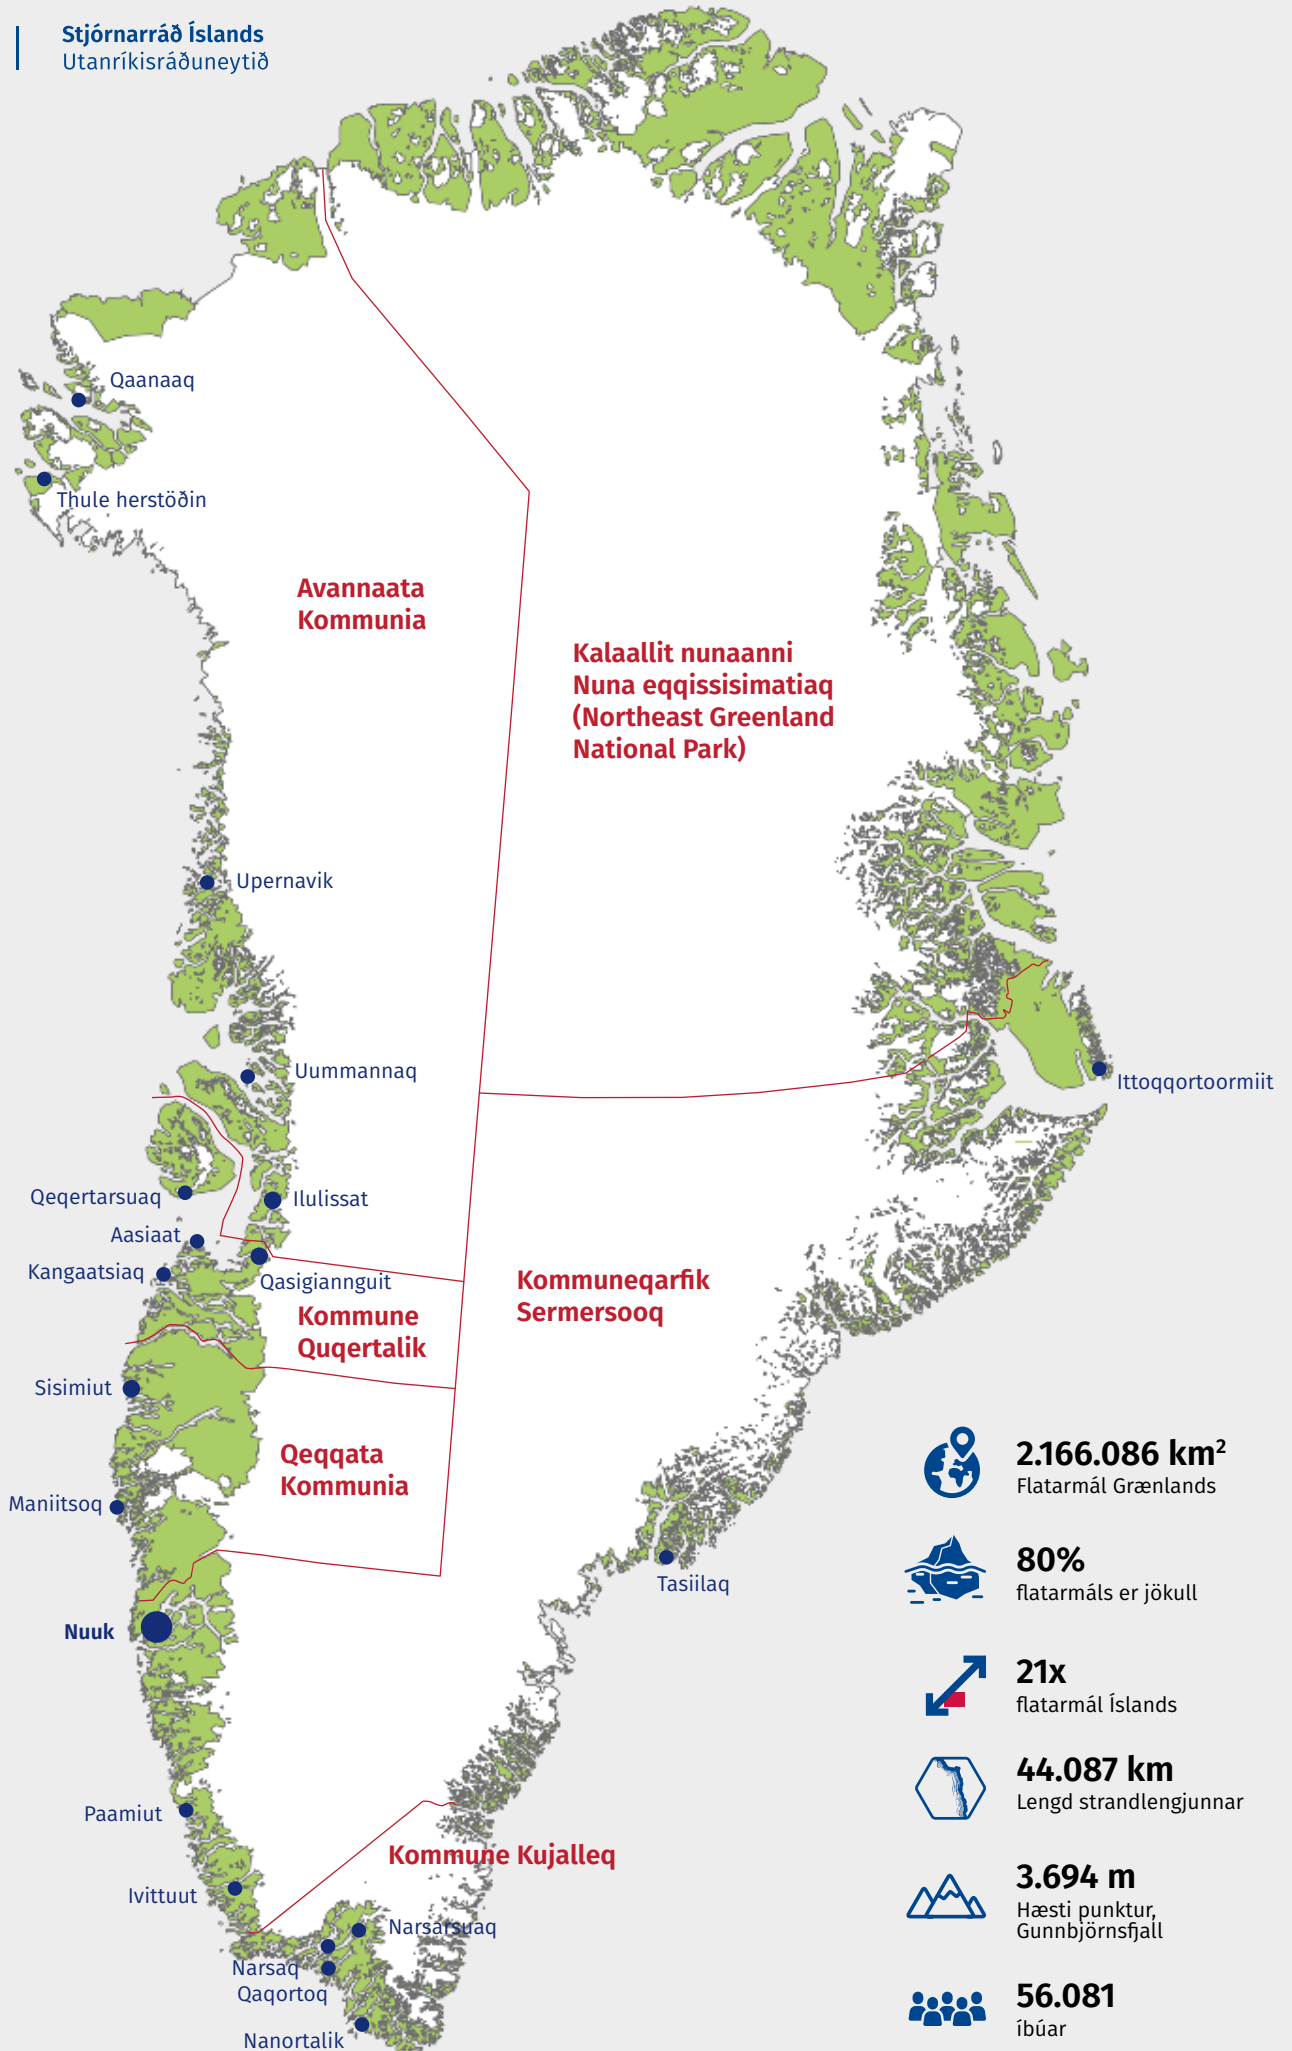 Stjórnarráð Íslands
Utanríkisráðuneytið
Qaanaaq
Thule herstöðin
Avannaata
Kommunia
Kalaallit nunaanni
Nuna eqqissisimatiaq
(Northeast Greenland
National Park)
Upernavik
Uummannaq
Ittoqqortoormiit
Qeqertarsuaq
Ilulissat
Aasiaat
Kangaatsiaq
Qasigiannguit
Kommuneqarfik
Sermersooq
Kommune
Quqertalik
Sisimiut
Qeqqata
Kommunia
Maniitsoq
Tasiilaq
Nuuk
Paamiut
Kommune Kujalleq
Ivittuut
Narsarsuaq
Narsaq
Qaqortoq
Nanortalik
2.166.086 km²
Flatarmál Grænlands
80%
flatarmáls er jökull
21x
flatarmál Íslands
44.087 km
Lengd strandlengjunnar
3.694 m
Hæsti punktur,
Gunnbjörnsfjall
56.081
íbúar